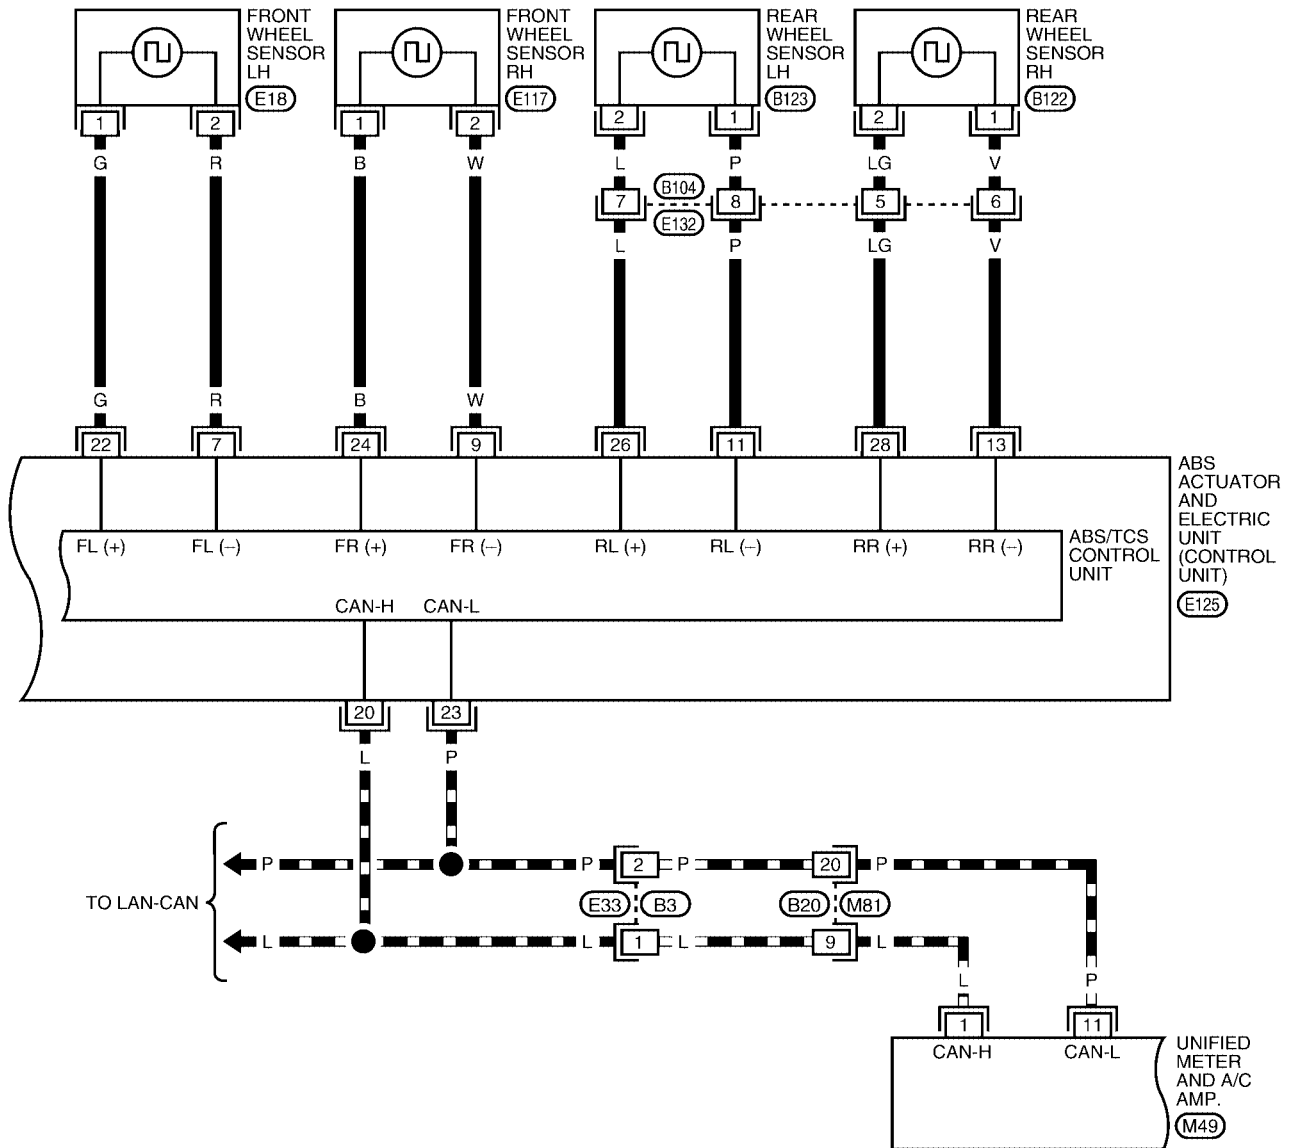 FRONT
WHEEL
SENSOR
LH
E18
FRONT
WHEEL
SENSOR
RH
E117
REAR
WHEEL
SENSOR
LH
B123
REAR
WHEEL
SENSOR
RH
B122
1 2 1 2 2 1 2 1
G R B W L P LG V
B104
7 8 5 6
E132
L P LG V
G R B W
22 7 24 9 26 11 28 13
ABS
ACTUATOR
AND
ELECTRIC
UNIT
(CONTROL
UNIT)
E125
FL (+) FL (–) FR (+) FR (–) RL (+) RL (–) RR (+) RR (–)
ABS/TCS
CONTROL
UNIT
CAN-H CAN-L
20 23
L P
P P 2 P 20 P
TO LAN-CAN
E33 B3 B20 M81
L L 1 L 9 L
L P
1 11
CAN-H CAN-L
UNIFIED
METER
AND A/C
AMP.
M49